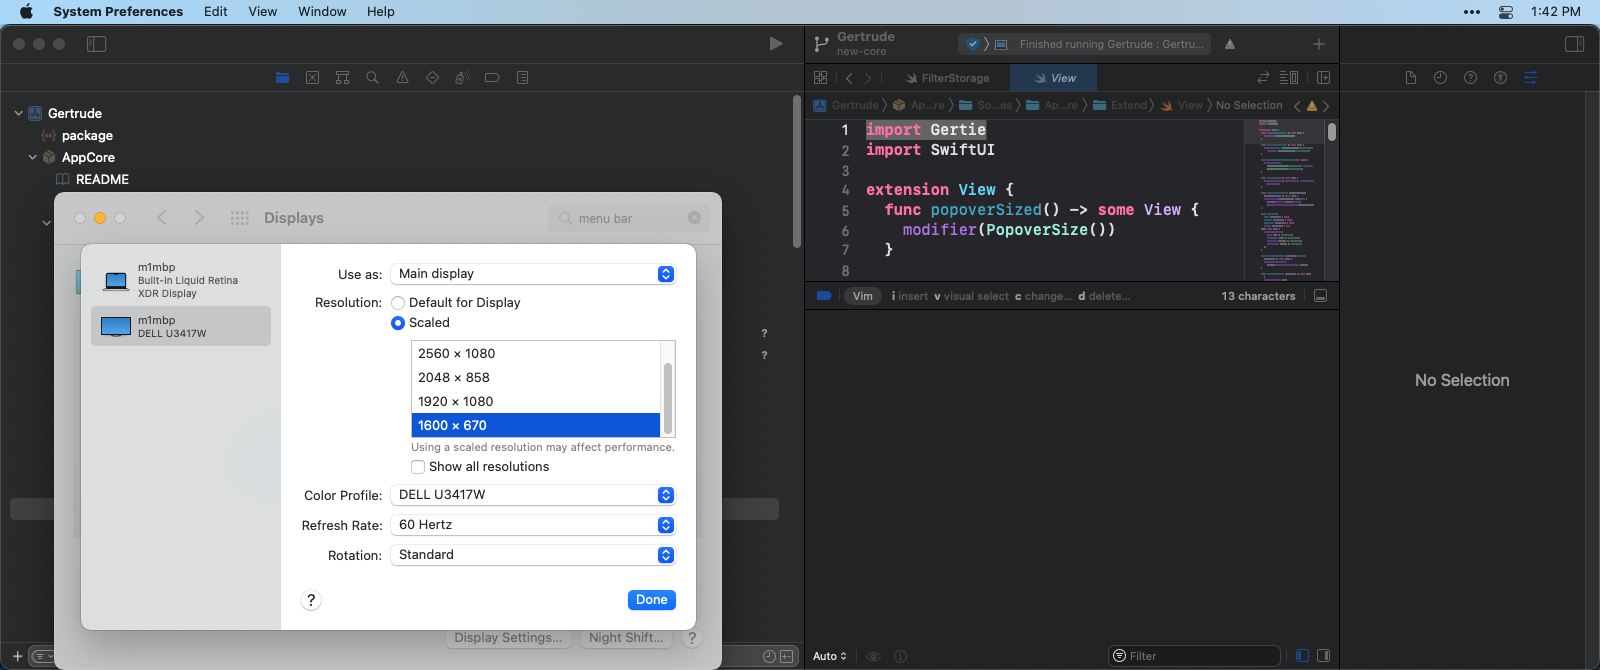 System Preferences Edit View Window Help 1:42 PM
Gertrude
new-core
Finished running Gertrude : Gertru...
FilterStorage
View
Gertrude Ap...re So...es Ap...re Extend View No Selection
Gertrude
package
AppCore
README
1 import Gertie
2 import SwiftUI
3
4 extension View {
5 func popoverSized() -> some View {
6 modifier(PopoverSize())
7 }
8
Vim i insert v visual select c change... d delete... 13 characters
No Selection
Displays
menu bar
m1mbp
Built-in Liquid Retina
XDR Display
m1mbp
DELL U3417W
Use as: Main display
Resolution: Default for Display
Scaled
2560 × 1080
2048 × 858
1920 × 1080
1600 × 670
Using a scaled resolution may affect performance.
Show all resolutions
Color Profile: DELL U3417W
Refresh Rate: 60 Hertz
Rotation: Standard
? Done
Display Settings... Night Shift... ?
?
?
Auto Filter